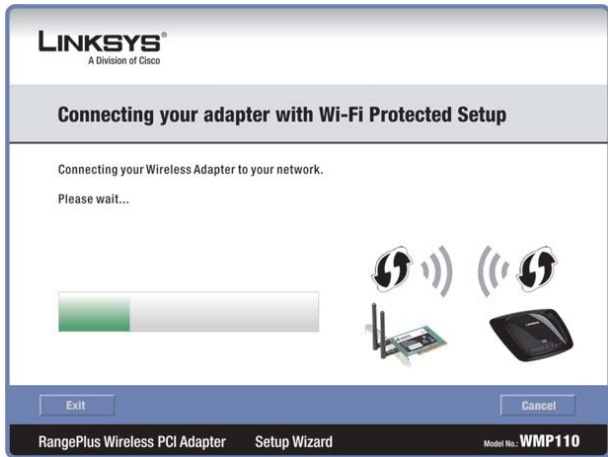 LINKSYS®
A Division of Cisco
Connecting your adapter with Wi-Fi Protected Setup
Connecting your Wireless Adapter to your network.
Please wait...
Exit
Cancel
RangePlus Wireless PCI Adapter Setup Wizard Model No.: WMP110